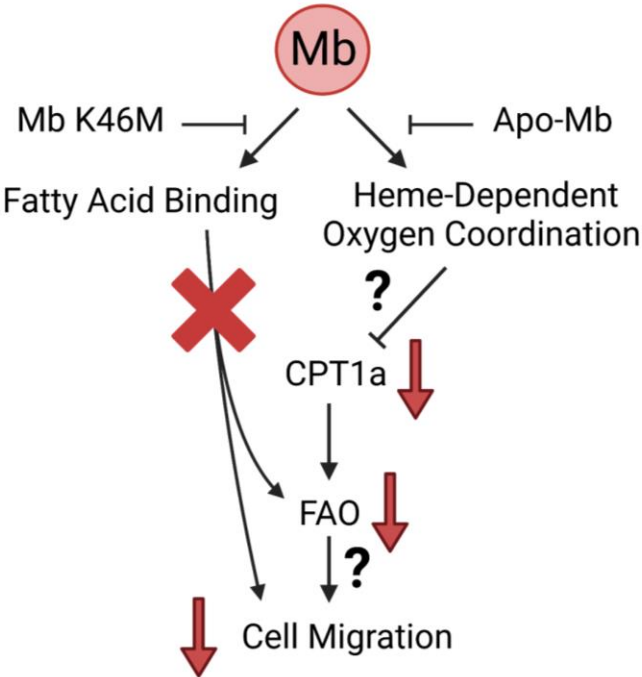 Mb
Mb K46M
Apo-Mb
Fatty Acid Binding
Heme-Dependent
Oxygen Coordination
?
CPT1a
FAO
?
Cell Migration